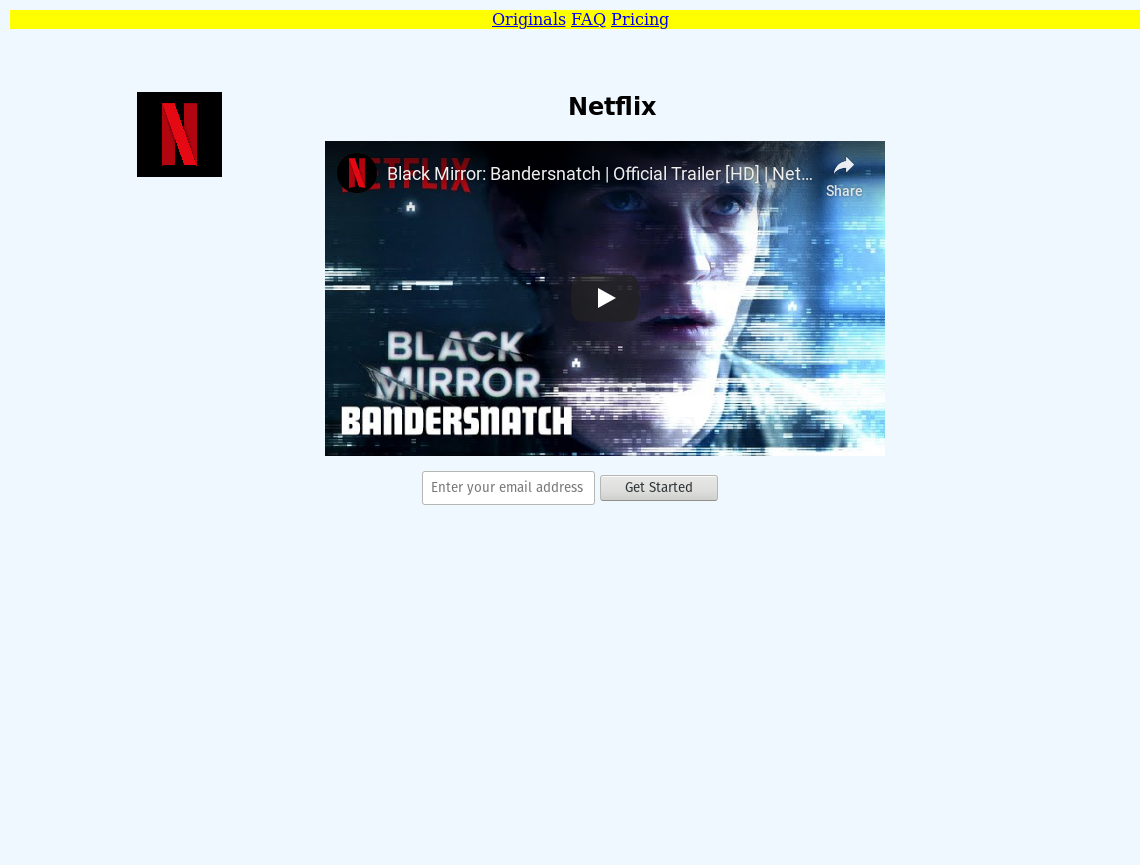 Originals FAQ Pricing
Netflix
N
NETFLIX
Black Mirror: Bandersnatch | Official Trailer [HD] | Net...
Share
BLACK
MIRROR
BANDERSNATCH
Enter your email address
Get Started